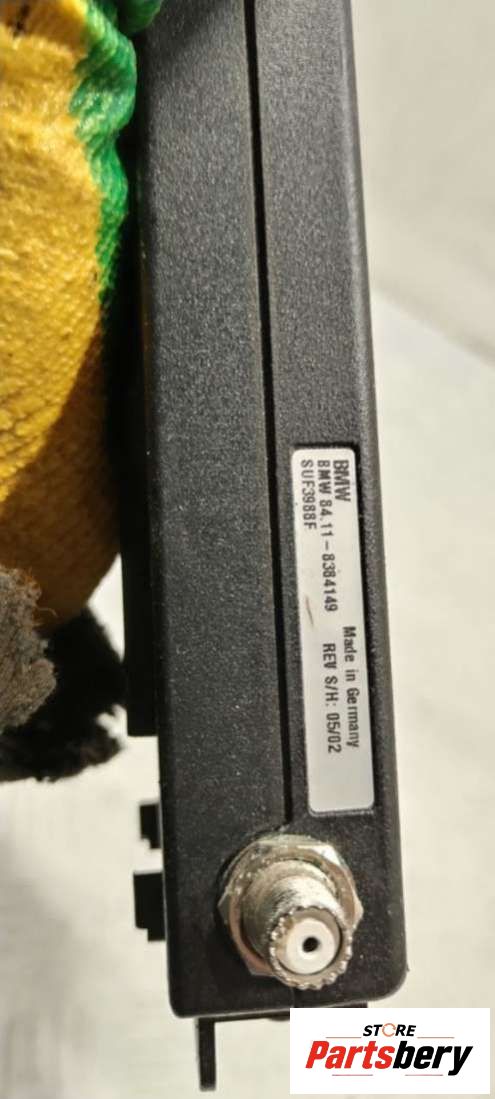 BMW
BMW 84.11-8384149 Made in Germany
SUF3988F REV S/H: 05/02
STORE
Partsbery